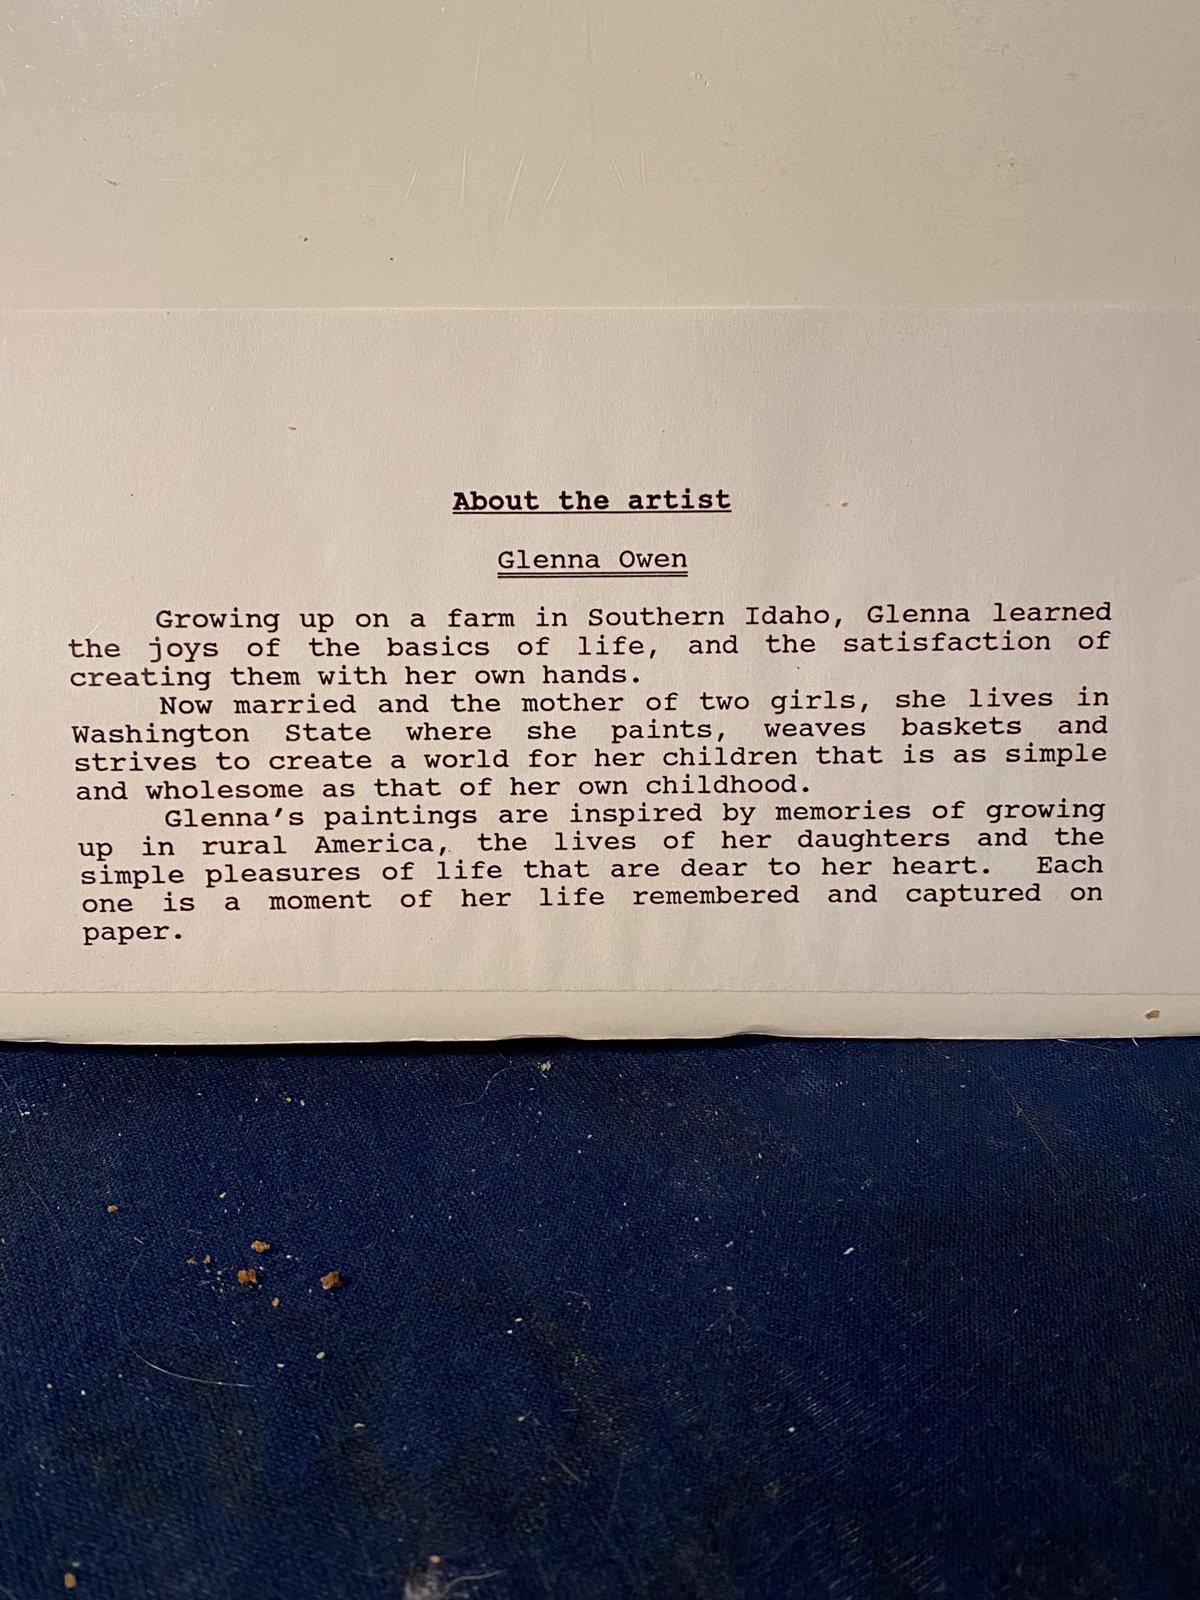 About the artist
Glenna Owen
Growing up on a farm in Southern Idaho, Glenna learned
the joys of the basics of life, and the satisfaction of
creating them with her own hands.
Now married and the mother of two girls, she lives in
Washington State where she paints, weaves baskets and
strives to create a world for her children that is as simple
and wholesome as that of her own childhood.
Glenna's paintings are inspired by memories of growing
up in rural America, the lives of her daughters and the
simple pleasures of life that are dear to her heart. Each
one is a moment of her life remembered and captured on
paper.